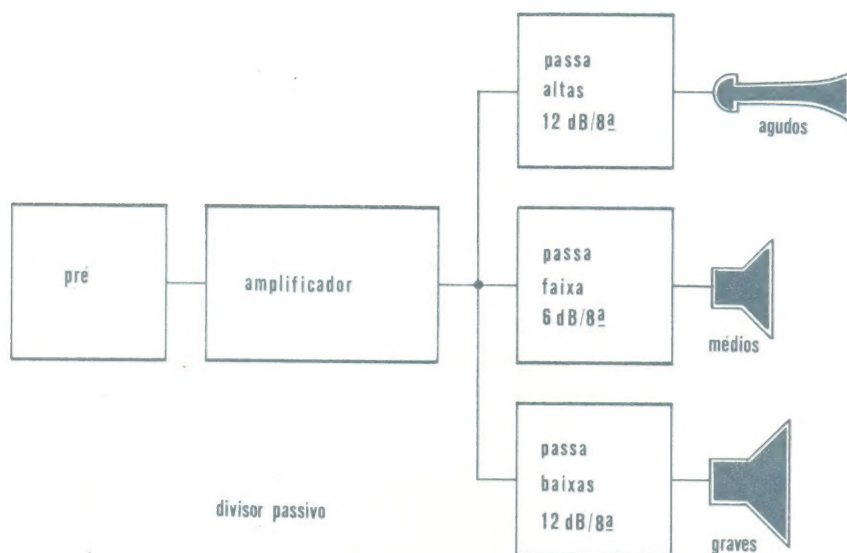 passa
altas
12 dB/8ª
agudos
pré
amplificador
passa
faixa
6 dB/8ª
médios
passa
baixas
12 dB/8ª
graves
divisor passivo